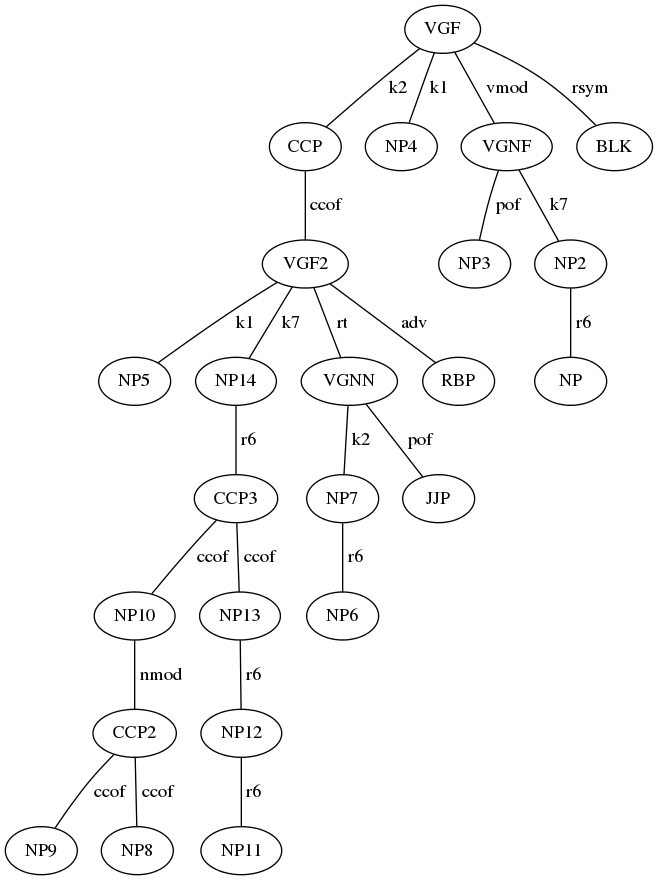 VGF
k2 k1 vmod rsym
CCP NP4 VGNF BLK
ccof pof k7
VGF2 NP3 NP2
k1 k7 rt adv r6
NP5 NP14 VGNN RBP NP
r6 k2 pof
CCP3 NP7 JJP
ccof ccof r6
NP10 NP13 NP6
nmod r6
CCP2 NP12
ccof ccof r6
NP9 NP8 NP11